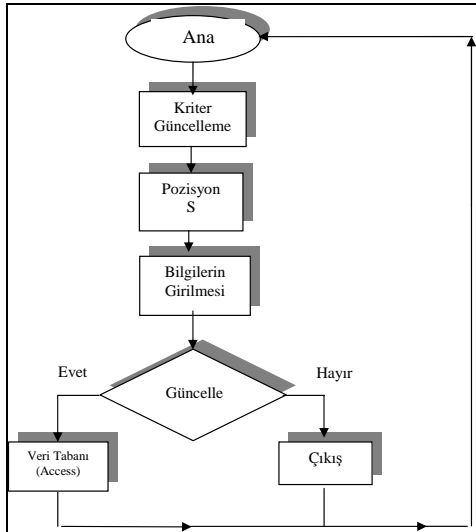 Ana
Kriter
Güncelleme
Pozisyon
S
Bilgilerin
Girilmesi
Evet
Hayır
Güncelle
Veri Tabanı
(Access)
Çıkış